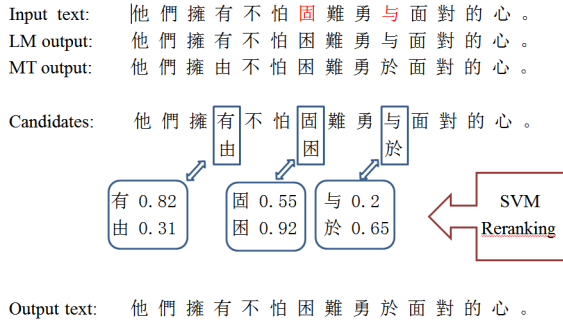 Input text: 他們擁有不怕固難勇与面對的心。
LM output: 他們擁有不怕困難勇与面對的心。
MT output: 他們擁由不怕困難勇於面對的心。
Candidates: 他們擁有不怕固難勇与面對的心。
由 困 於
有 0.82 固 0.55 与 0.2 SVM
由 0.31 困 0.92 於 0.65 Reranking
Output text: 他們擁有不怕困難勇於面對的心。